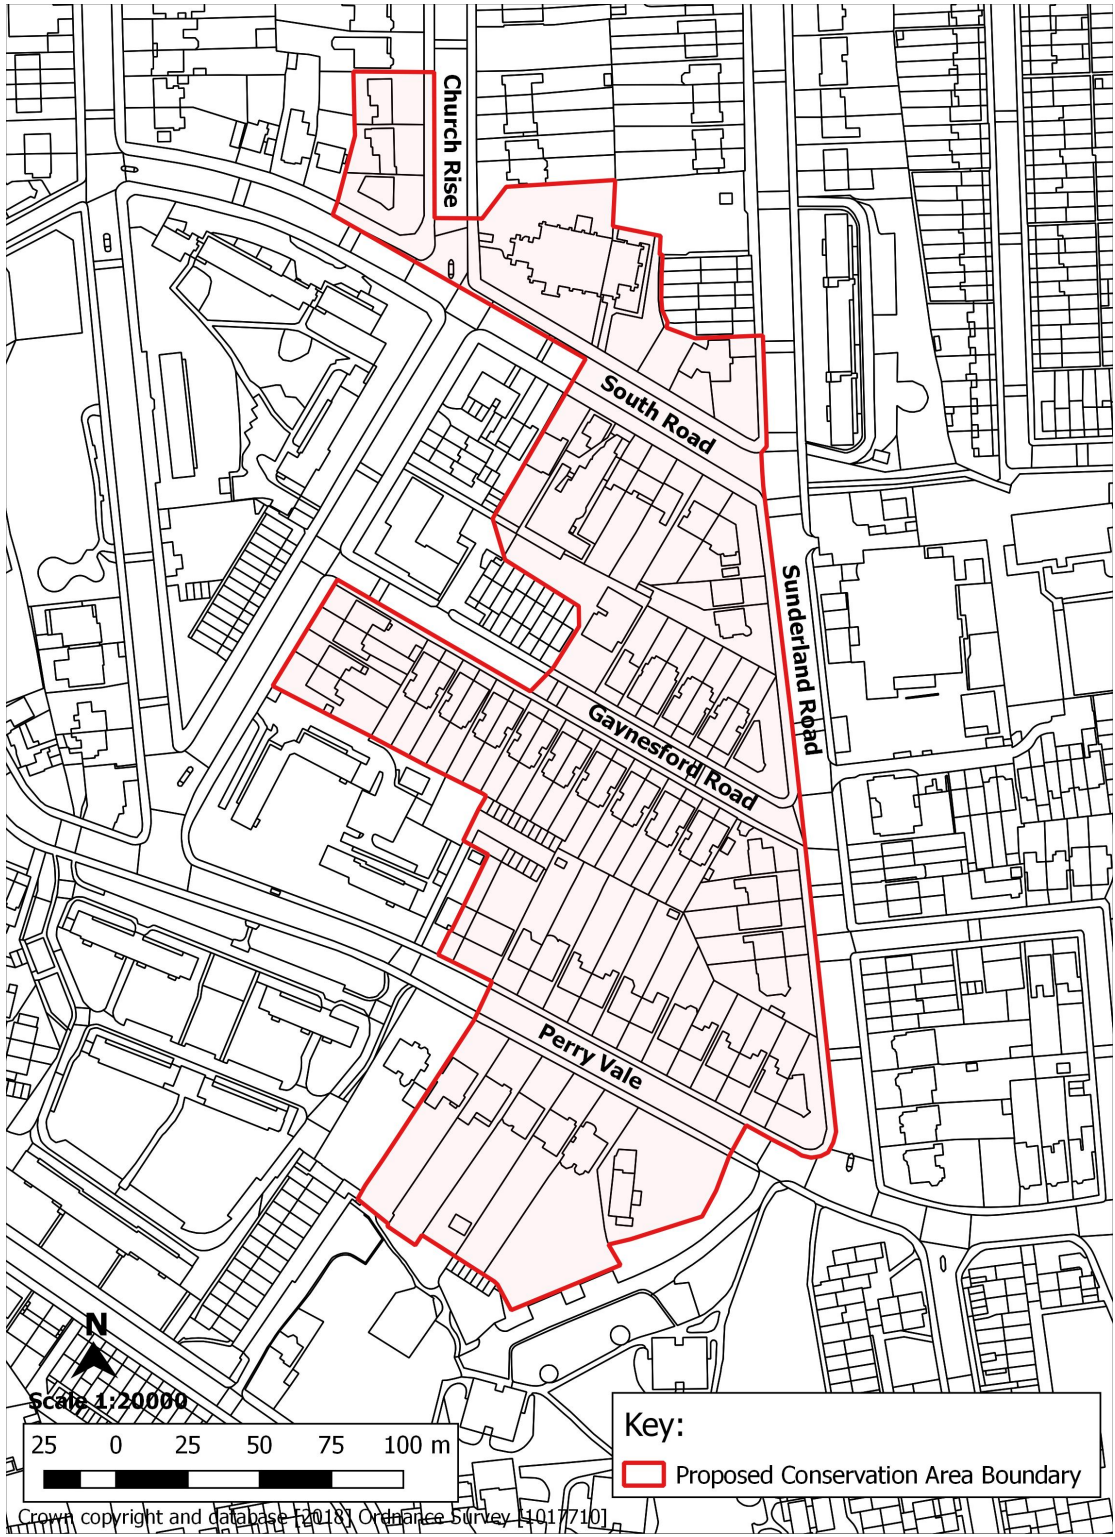 Church Rise
South Road
Sunderland Road
Gaynesford Road
Perry Vale
N
Scale 1:20000
25 0 25 50 75 100 m
Key:
Proposed Conservation Area Boundary
Crown copyright and database [2018] Ordnance Survey [1017710]